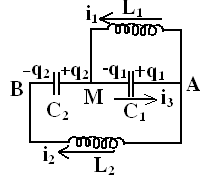 i₁ L₁
–q₂ +q₂ -q₁ +q₁
B M A
C₂ C₁ i₃
i₂ L₂